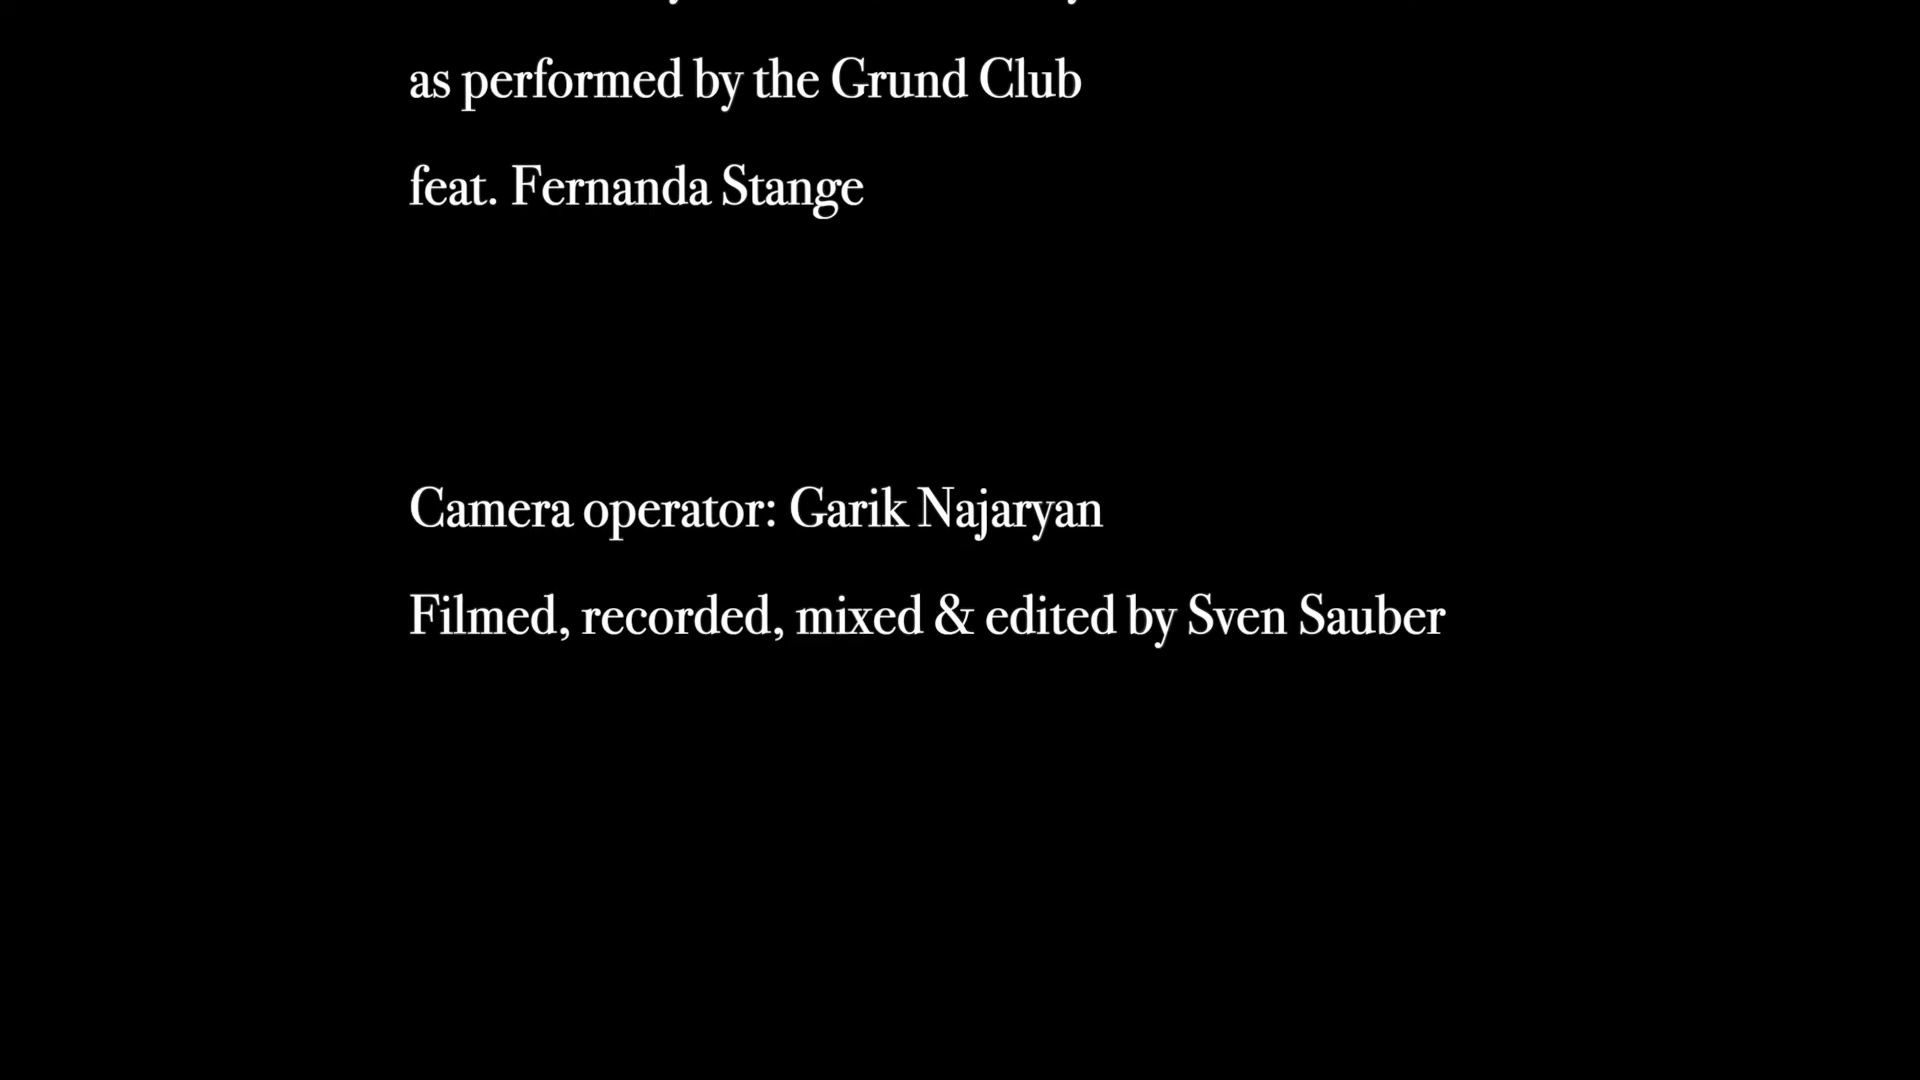 as performed by the Grund Club
feat. Fernanda Stange
Camera operator: Garik Najaryan
Filmed, recorded, mixed & edited by Sven Sauber